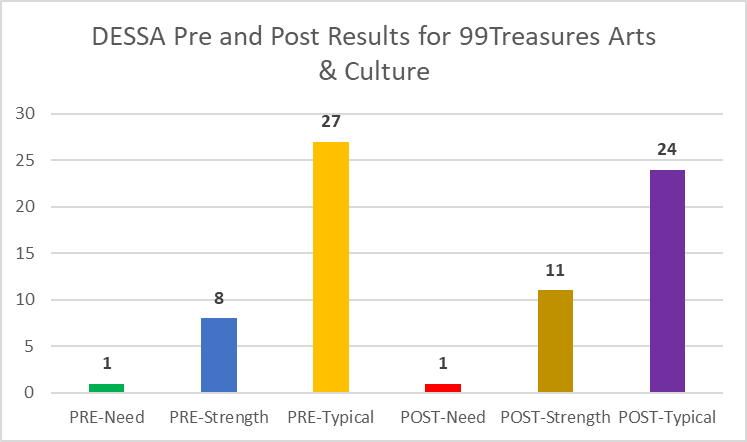 DESSA Pre and Post Results for 99Treasures Arts
& Culture
30
25
20
15
10
5
0
1
8
27
1
11
24
PRE-Need
PRE-Strength
PRE-Typical
POST-Need
POST-Strength
POST-Typical